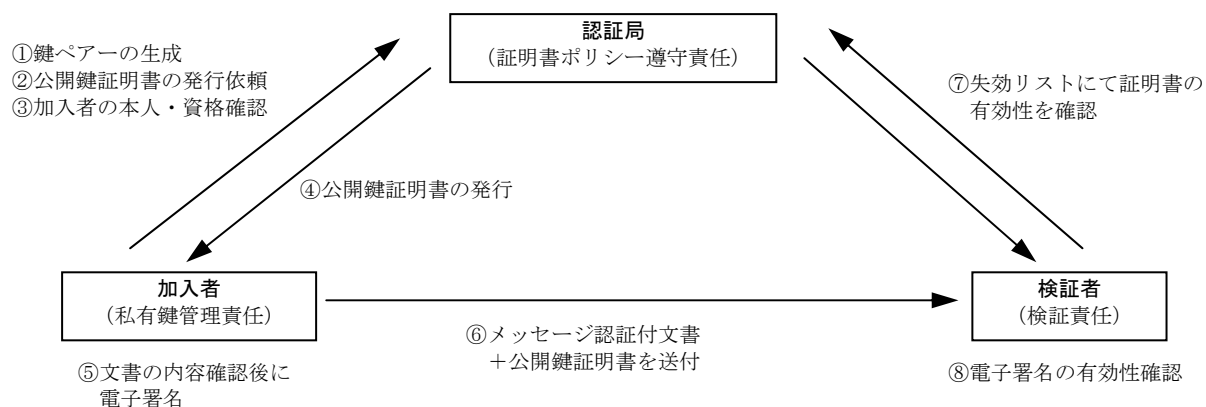 認証局
（証明書ポリシー遵守責任）
①鍵ペアーの生成
②公開鍵証明書の発行依頼
③加入者の本人・資格確認
⑦失効リストにて証明書の
有効性を確認
④公開鍵証明書の発行
加入者
（私有鍵管理責任）
検証者
（検証責任）
⑥メッセージ認証付文書
＋公開鍵証明書を送付
⑤文書の内容確認後に
電子署名
⑧電子署名の有効性確認